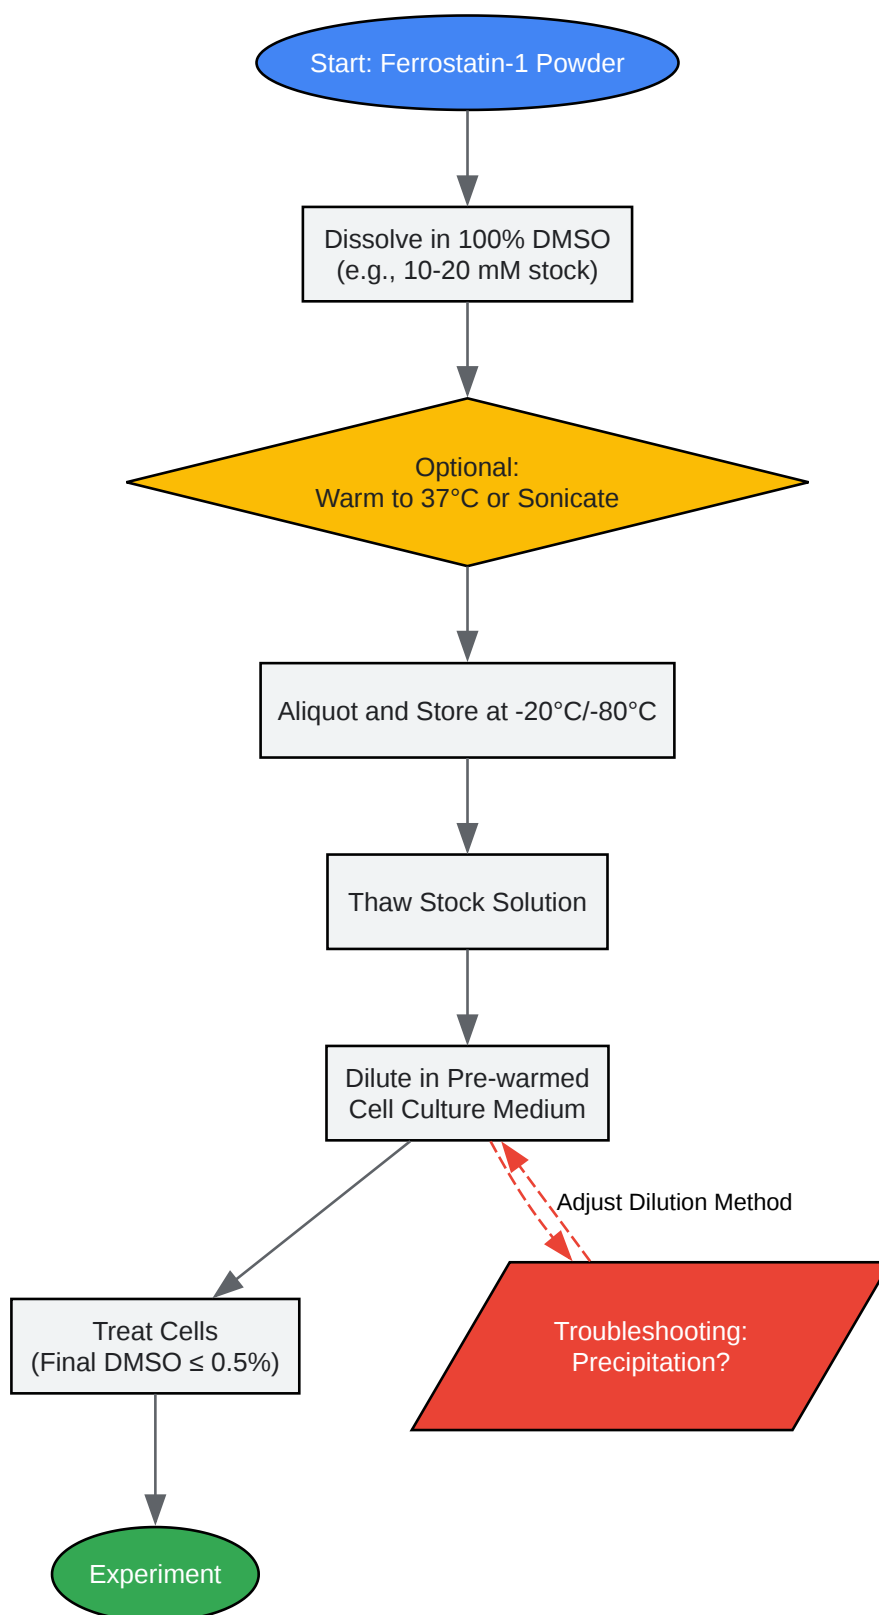 Start: Ferrostatin-1 Powder
Dissolve in 100% DMSO
(e.g., 10-20 mM stock)
Optional:
Warm to 37°C or Sonicate
Aliquot and Store at -20°C/-80°C
Thaw Stock Solution
Dilute in Pre-warmed
Cell Culture Medium
Adjust Dilution Method
Treat Cells
(Final DMSO ≤ 0.5%)
Troubleshooting:
Precipitation?
Experiment